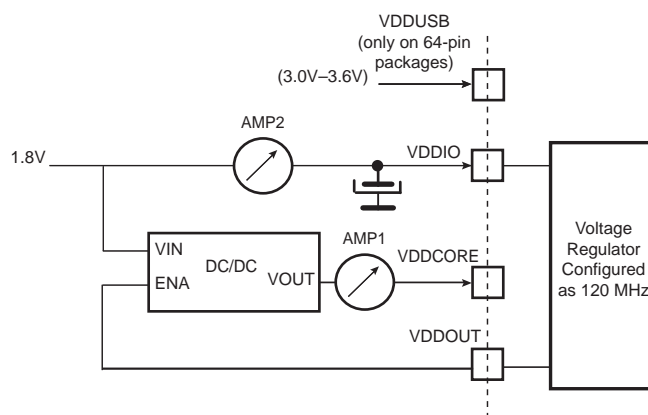 VDDUSB
(only on 64-pin
packages)
(3.0V–3.6V)
AMP2
1.8V
VDDIO
VIN
DC/DC
ENA
VOUT
AMP1
VDDCORE
VDDOUT
Voltage
Regulator
Configured
as 120 MHz